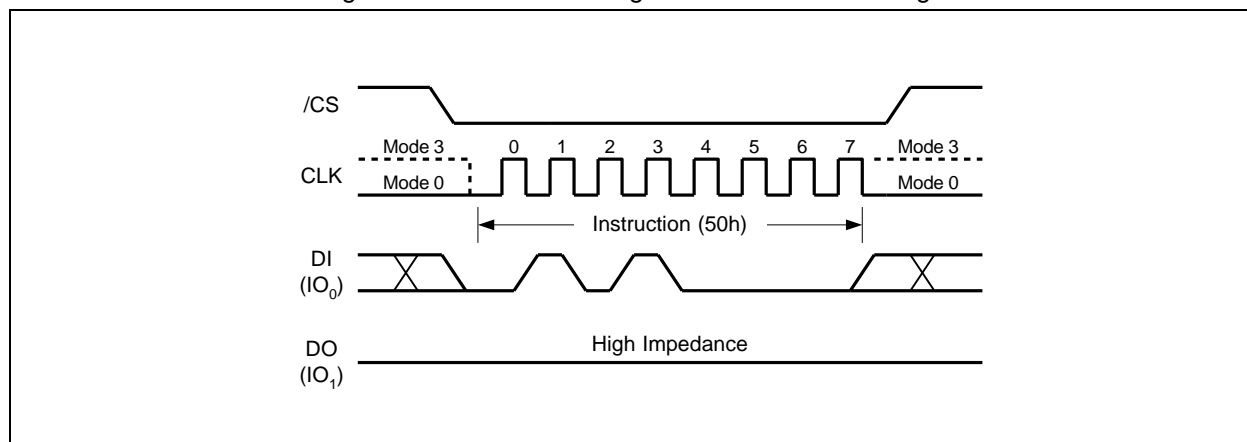 /CS
Mode 3 0 1 2 3 4 5 6 7 Mode 3
CLK
Mode 0 Mode 0
Instruction (50h)
DI
(IO0)
High Impedance
DO
(IO1)